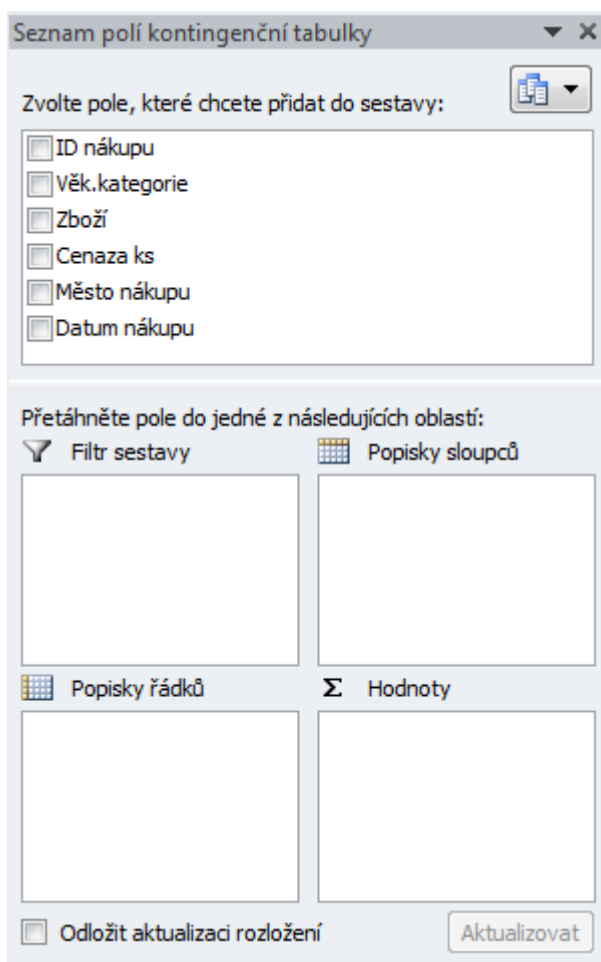 Seznam polí kontingenční tabulky
Zvolte pole, které chcete přidat do sestavy:
ID nákupu
Věk.kategorie
Zboží
Cenaza ks
Město nákupu
Datum nákupu
Přetáhněte pole do jedné z následujících oblastí:
Filtr sestavy
Popisky sloupců
Popisky řádků
Σ Hodnoty
Odložit aktualizaci rozložení
Aktualizovat